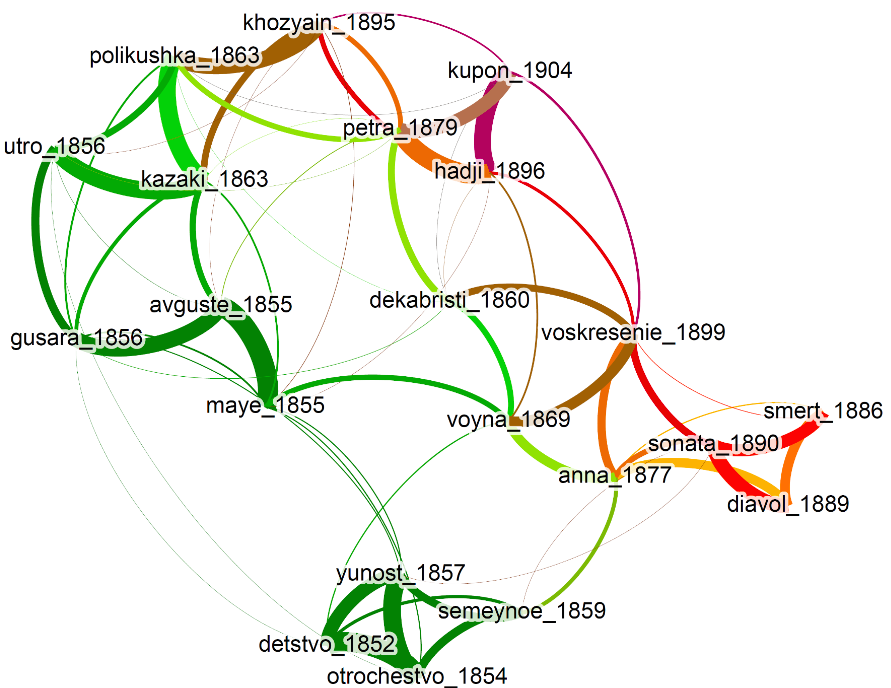 khozyain_1895
polikushka_1863
kupon_1904
petra_1879
utro_1856
hadji_1896
kazaki_1863
dekabristi_1860
avguste_1855
gusara_1856
voskresenie_1899
maye_1855
voyna_1869
smert_1886
sonata_1890
anna_1877
diavol_1889
yunost_1857
semeynoe_1859
detstvo_1852
otrochestvo_1854